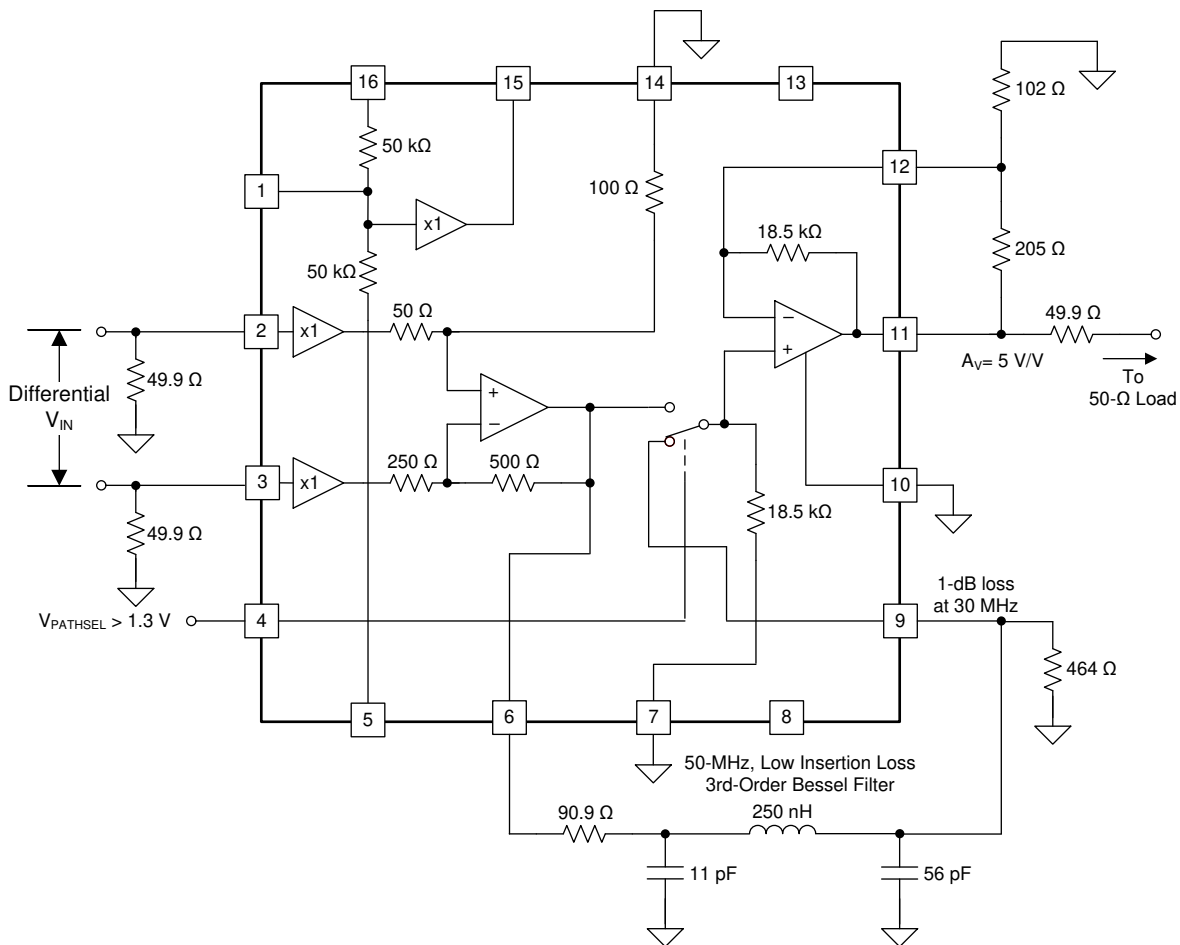 16
15
14
13
102 Ω
50 kΩ
12
1
100 Ω
x1
18.5 kΩ
205 Ω
50 kΩ
50 Ω
49.9 Ω
2
x1
−
+
11
Differential
V_IN
49.9 Ω
A_V= 5 V/V
To
50-Ω Load
+
−
250 Ω
500 Ω
3
x1
10
18.5 kΩ
49.9 Ω
1-dB loss
at 30 MHz
V_PATHSEL > 1.3 V
4
9
464 Ω
5
6
7
8
50-MHz, Low Insertion Loss
3rd-Order Bessel Filter
90.9 Ω
250 nH
11 pF
56 pF